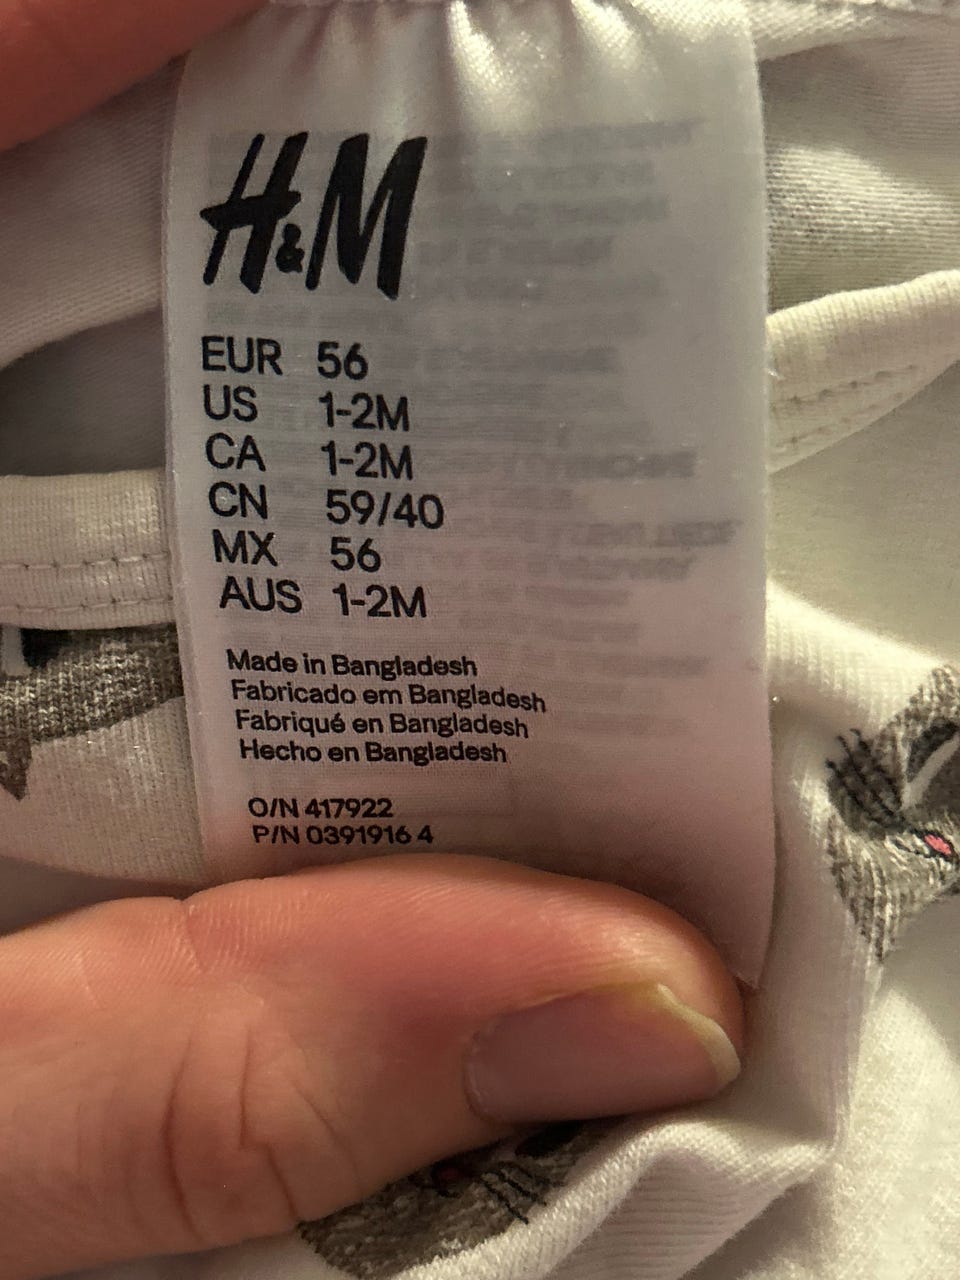 H&M
EUR 56
US 1-2M
CA 1-2M
CN 59/40
MX 56
AUS 1-2M
Made in Bangladesh
Fabricado em Bangladesh
Fabriqué en Bangladesh
Hecho en Bangladesh
O/N 417922
P/N 0391916 4